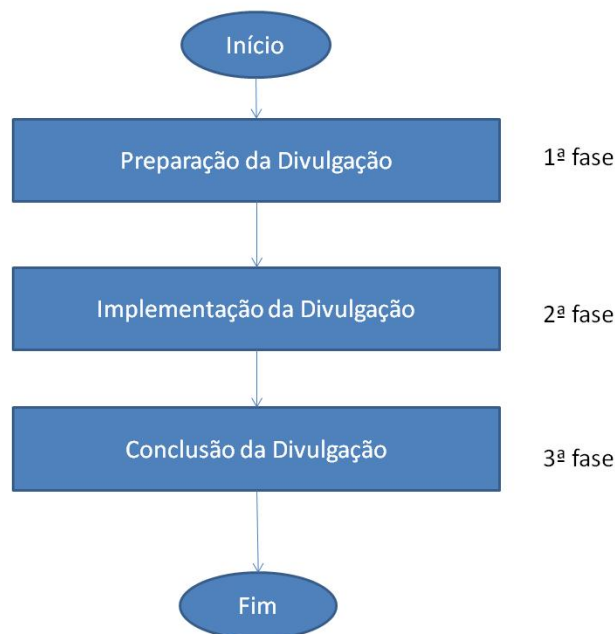 Início
Preparação da Divulgação
1ª fase
Implementação da Divulgação
2ª fase
Conclusão da Divulgação
3ª fase
Fim